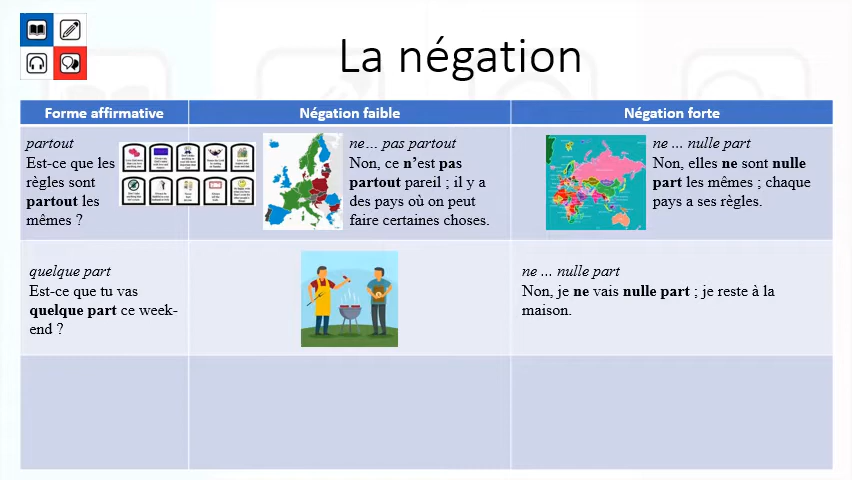 La négation
Forme affirmative
Négation faible
Négation forte
partout
Est-ce que les
règles sont
partout les
mêmes ?
ne… pas partout
Non, ce n’est pas
partout pareil ; il y a
des pays où on peut
faire certaines choses.
ne ... nulle part
Non, elles ne sont nulle
part les mêmes ; chaque
pays a ses règles.
quelque part
Est-ce que tu vas
quelque part ce week-
end ?
ne ... nulle part
Non, je ne vais nulle part ; je reste à la
maison.